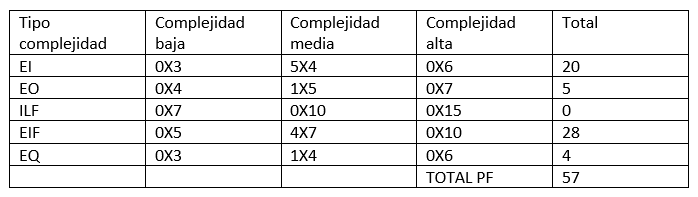 Tipo complejidad Complejidad baja Complejidad media Complejidad alta Total
EI 0X3 5X4 0X6 20
EO 0X4 1X5 0X7 5
ILF 0X7 0X10 0X15 0
EIF 0X5 4X7 0X10 28
EQ 0X3 1X4 0X6 4
TOTAL PF 57